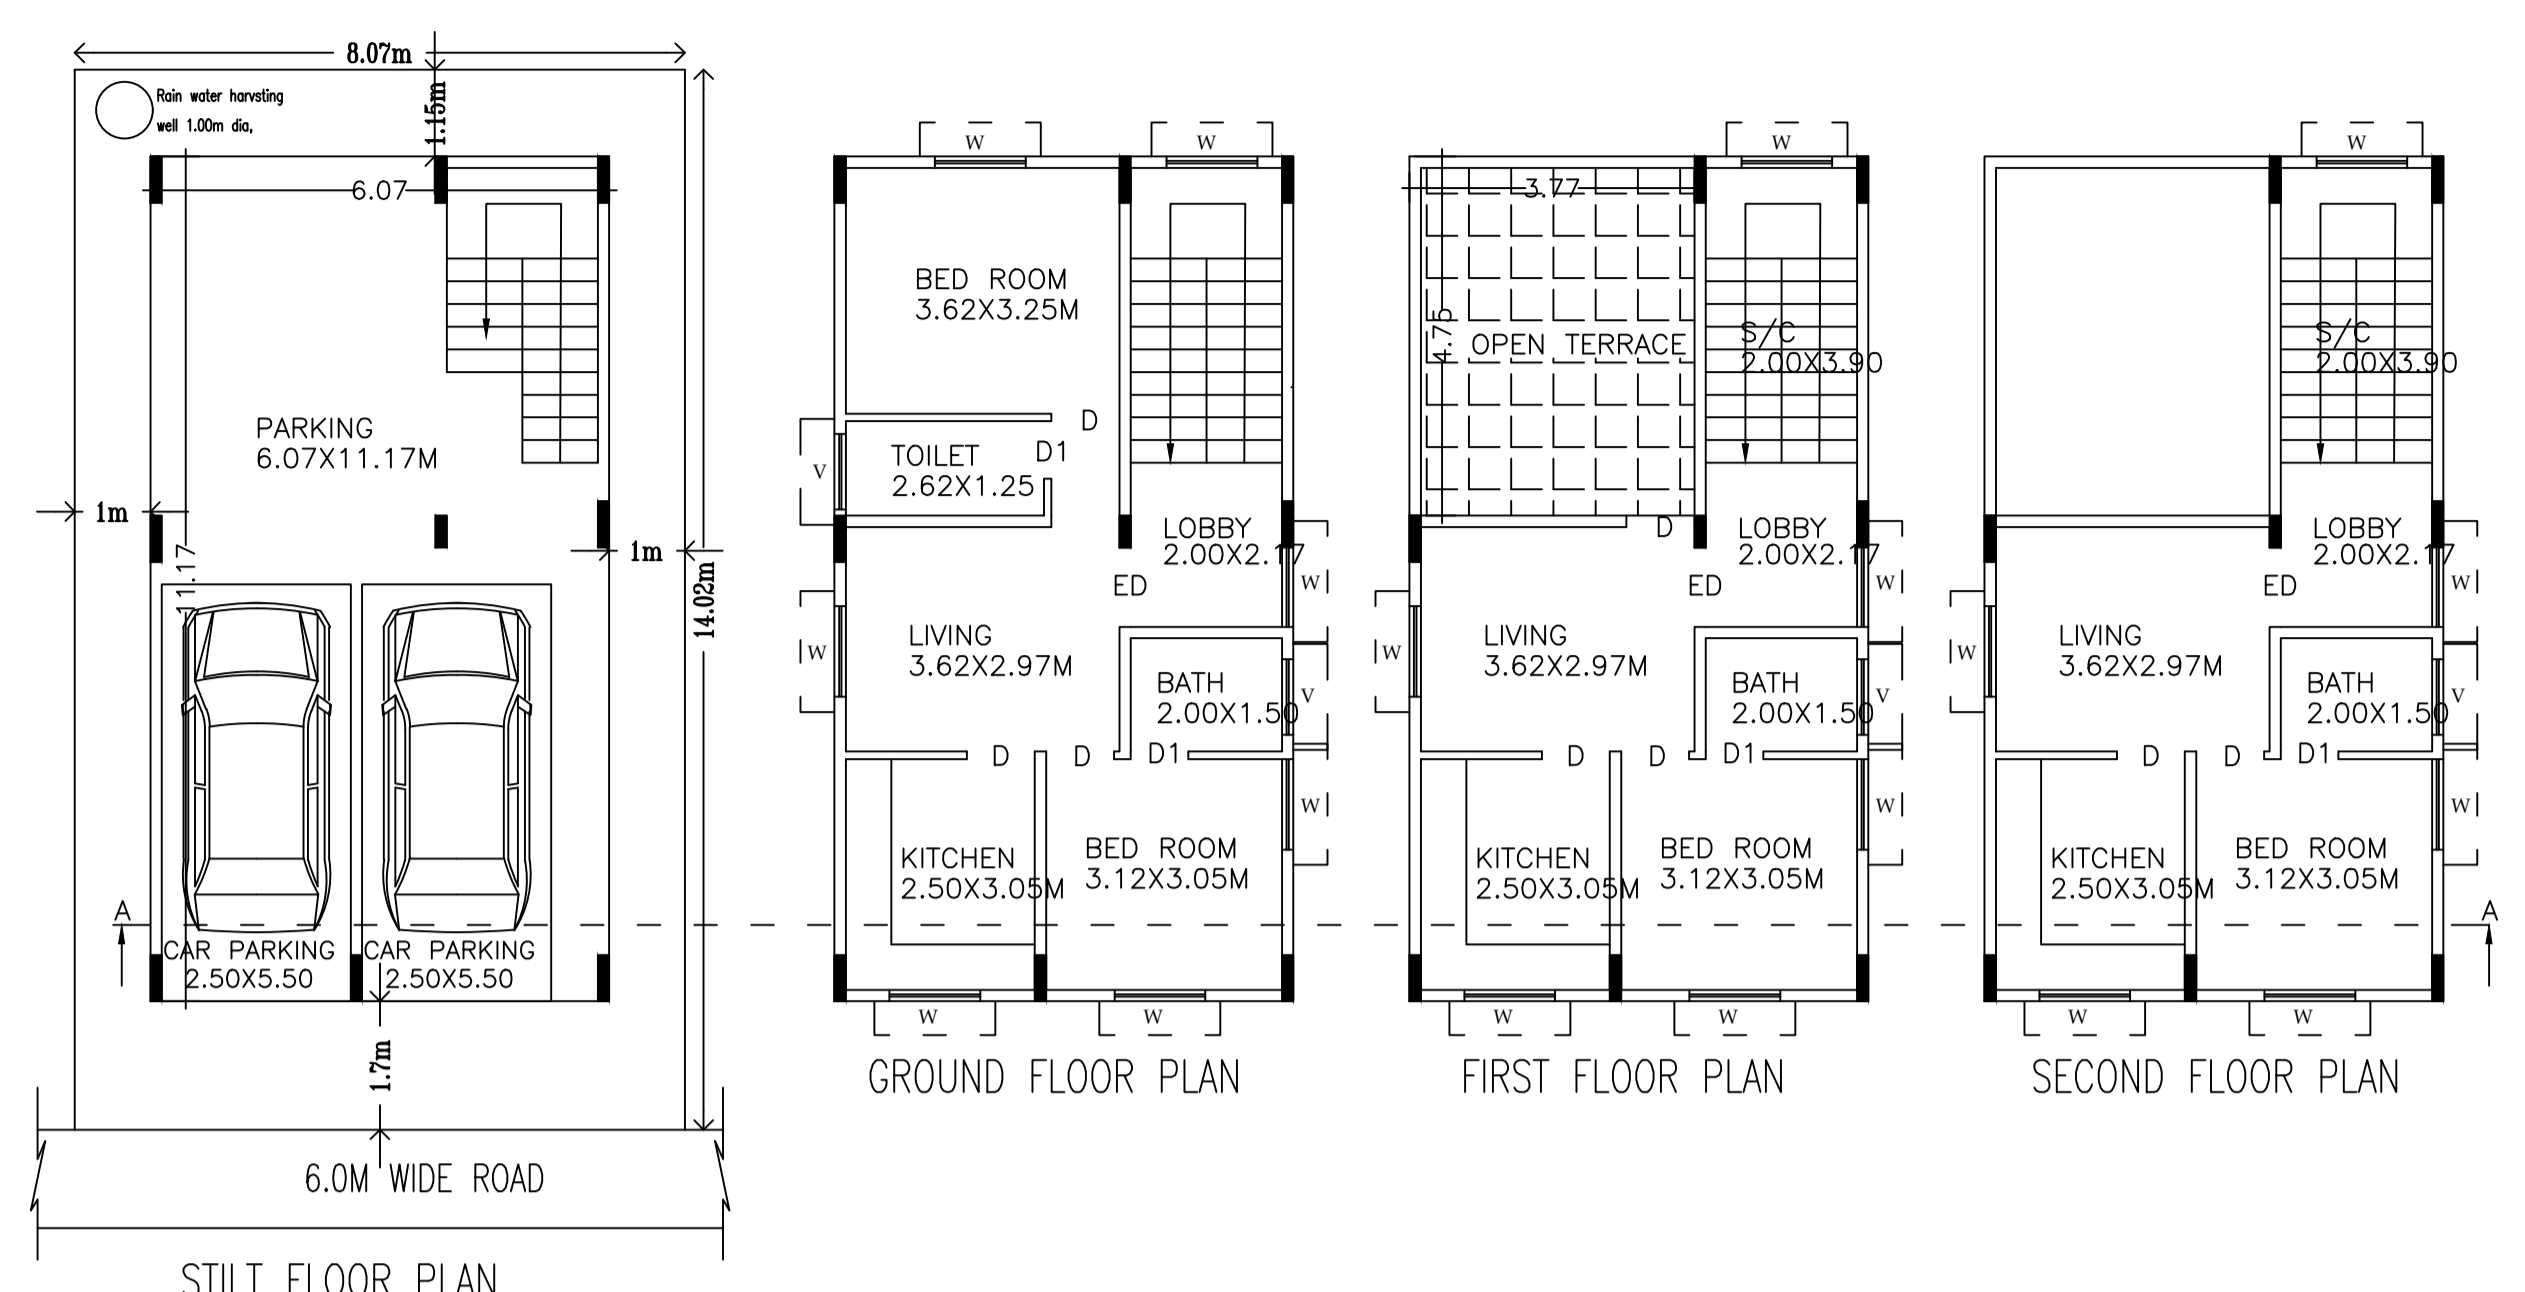 8.07m
1.15m
Rain water harvsting
well 1.00m dia,
6.07
PARKING
6.07X11.17M
1m
1m
11.17
14.02m
A
CAR PARKING
2.50X5.50
CAR PARKING
2.50X5.50
1.7m
6.0M WIDE ROAD
STILT FLOOR PLAN
W
W
BED ROOM
3.62X3.25M
D
D1
TOILET
2.62X1.25
V
LOBBY
2.00X2.17
W
ED
LIVING
3.62X2.97M
W
BATH
2.00X1.50
V
D
D
D1
W
KITCHEN
2.50X3.05M
BED ROOM
3.12X3.05M
W
W
GROUND FLOOR PLAN
W
3.77
4.75
OPEN TERRACE
S/C
2.00X3.90
D
LOBBY
2.00X2.17
W
ED
LIVING
3.62X2.97M
W
BATH
2.00X1.50
V
D
D
D1
W
KITCHEN
2.50X3.05M
BED ROOM
3.12X3.05M
W
W
FIRST FLOOR PLAN
W
S/C
2.00X3.90
LOBBY
2.00X2.17
W
ED
LIVING
3.62X2.97M
W
BATH
2.00X1.50
V
D
D
D1
W
KITCHEN
2.50X3.05M
BED ROOM
3.12X3.05M
A
W
W
SECOND FLOOR PLAN